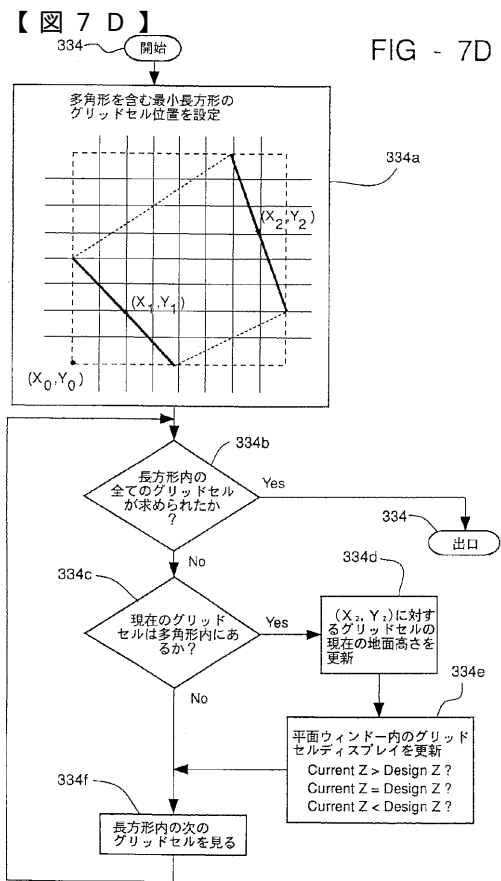 【図7D】
FIG - 7D
334
開始
多角形を含む最小長方形の
グリッドセル位置を設定
334a
(X₂,Y₂)
(X₁,Y₁)
(X₀,Y₀)
334b
長方形内の
全てのグリッドセル
が求められたか
?
Yes
No
334
出口
334c
現在のグリッド
セルは多角形内にあ
るか?
Yes
No
334d
(X₂, Y₂)に対す
るグリッドセルの
現在の地面高さを
更新
334e
平面ウィンドー内のグリッド
セルディスプレイを更新
Current Z > Design Z ?
Current Z = Design Z ?
Current Z < Design Z ?
334f
長方形内の次の
グリッドセルを見る